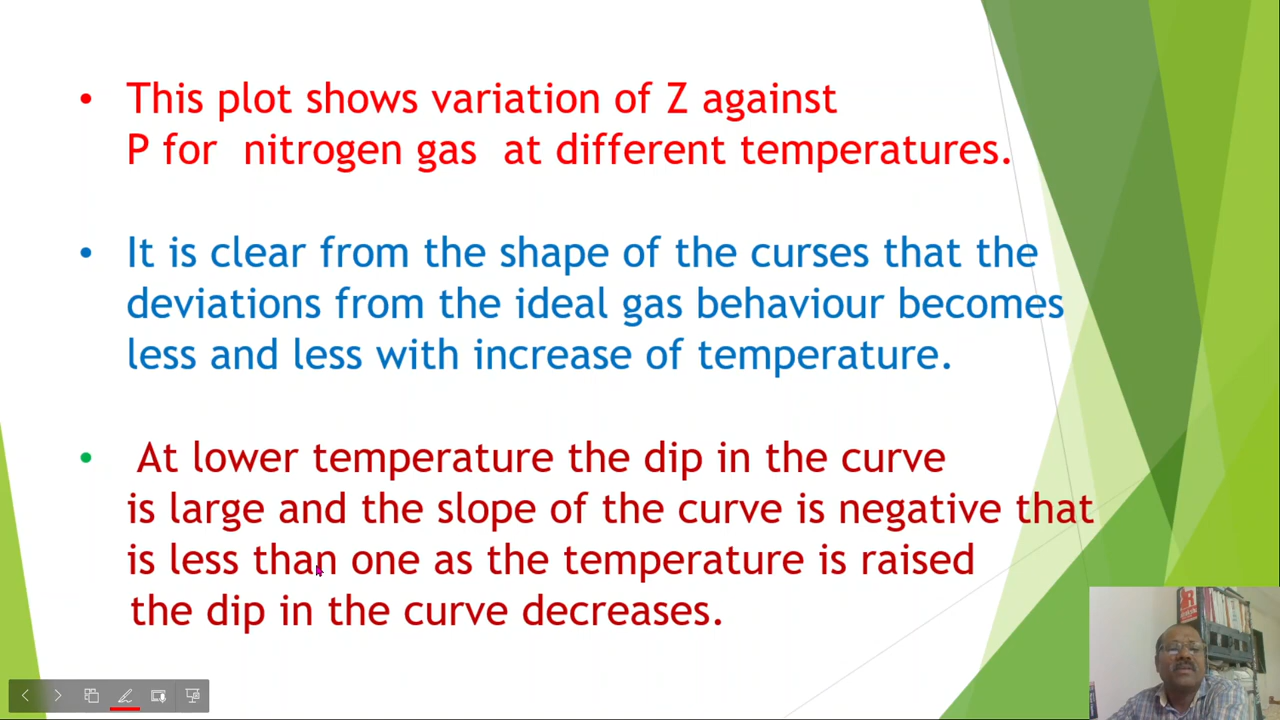 This plot shows variation of Z against
P for nitrogen gas at different temperatures.
It is clear from the shape of the curses that the
deviations from the ideal gas behaviour becomes
less and less with increase of temperature.
At lower temperature the dip in the curve
is large and the slope of the curve is negative that
is less than one as the temperature is raised
the dip in the curve decreases.